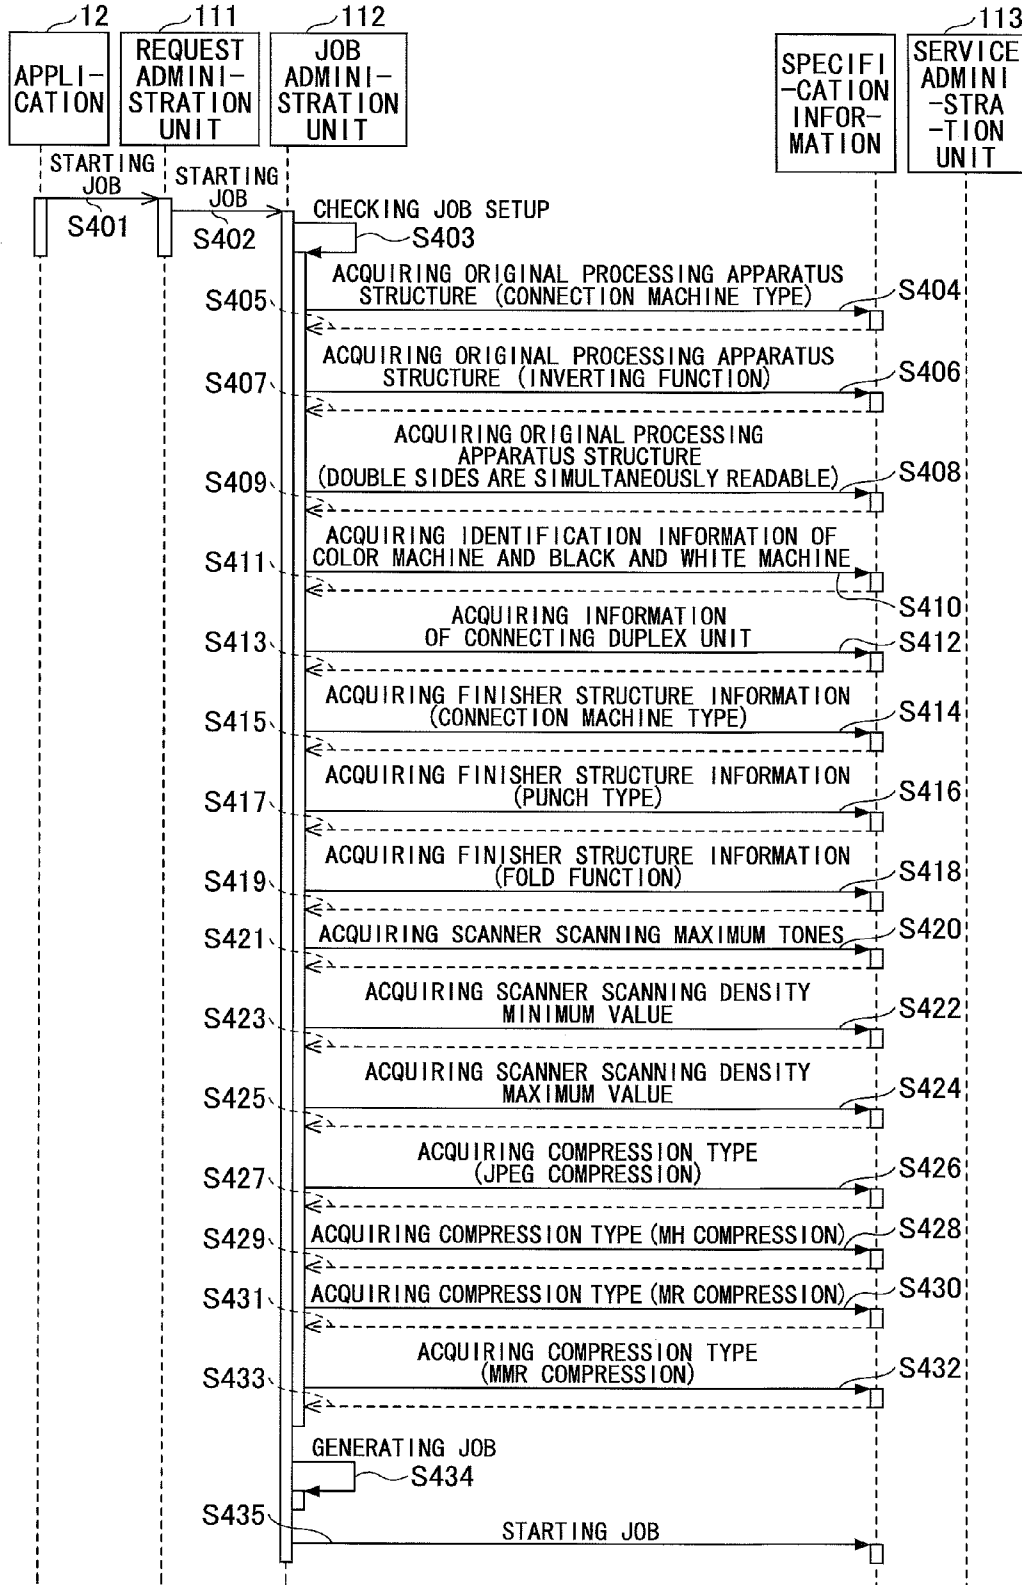 12
111
112
113
APPLI-
CATION
REQUEST
ADMINI-
STRATION
UNIT
JOB
ADMINI-
STRATION
UNIT
SPECIFI
-CATION
INFOR-
MATION
SERVICE
ADMINI
-STRA
-TION
UNIT
STARTING
JOB
S401
STARTING
JOB
S402
CHECKING JOB SETUP
S403
ACQUIRING ORIGINAL PROCESSING APPARATUS
STRUCTURE (CONNECTION MACHINE TYPE)
S404
S405
ACQUIRING ORIGINAL PROCESSING APPARATUS
STRUCTURE (INVERTING FUNCTION)
S406
S407
ACQUIRING ORIGINAL PROCESSING
APPARATUS STRUCTURE
(DOUBLE SIDES ARE SIMULTANEOUSLY READABLE)
S408
S409
ACQUIRING IDENTIFICATION INFORMATION OF
COLOR MACHINE AND BLACK AND WHITE MACHINE
S411
S410
ACQUIRING INFORMATION
OF CONNECTING DUPLEX UNIT
S412
S413
ACQUIRING FINISHER STRUCTURE INFORMATION
(CONNECTION MACHINE TYPE)
S414
S415
ACQUIRING FINISHER STRUCTURE INFORMATION
(PUNCH TYPE)
S416
S417
ACQUIRING FINISHER STRUCTURE INFORMATION
(FOLD FUNCTION)
S418
S419
ACQUIRING SCANNER SCANNING MAXIMUM TONES
S420
S421
ACQUIRING SCANNER SCANNING DENSITY
MINIMUM VALUE
S422
S423
ACQUIRING SCANNER SCANNING DENSITY
MAXIMUM VALUE
S424
S425
ACQUIRING COMPRESSION TYPE
(JPEG COMPRESSION)
S426
S427
ACQUIRING COMPRESSION TYPE (MH COMPRESSION)
S428
S429
ACQUIRING COMPRESSION TYPE (MR COMPRESSION)
S430
S431
ACQUIRING COMPRESSION TYPE
(MMR COMPRESSION)
S432
S433
GENERATING JOB
S434
S435
STARTING JOB